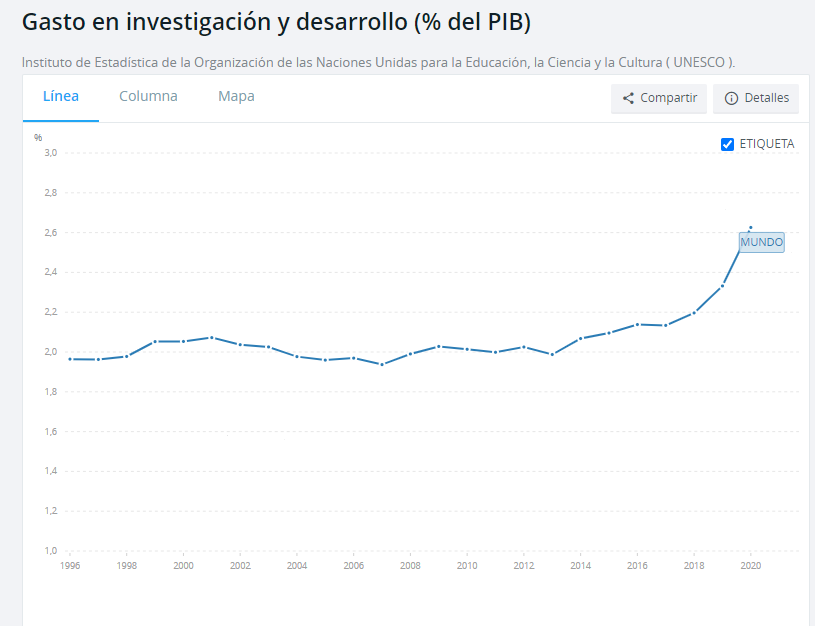 Gasto en investigación y desarrollo (% del PIB)
Instituto de Estadística de la Organización de las Naciones Unidas para la Educación, la Ciencia y la Cultura ( UNESCO ).
Línea Columna Mapa Compartir Detalles
%
ETIQUETA
3,0
2,8
2,6
MUNDO
2,4
2,2
2,0
1,8
1,6
1,4
1,2
1,0
1996 1998 2000 2002 2004 2006 2008 2010 2012 2014 2016 2018 2020